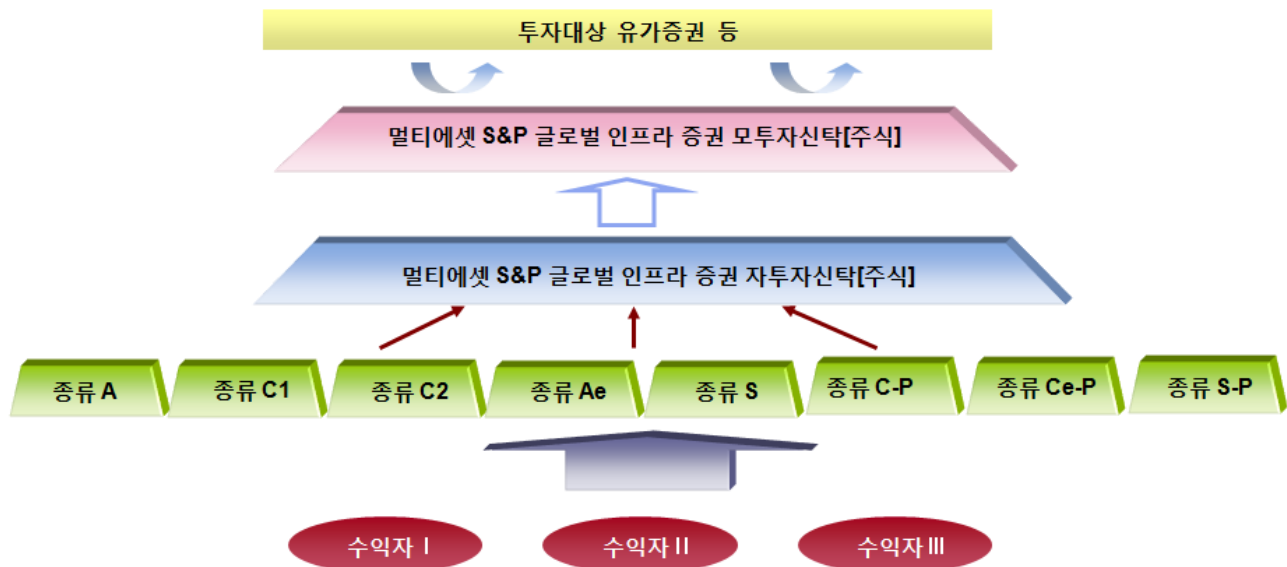 투자대상 유가증권 등
멀티에셋 S&P 글로벌 인프라 증권 모투자신탁[주식]
멀티에셋 S&P 글로벌 인프라 증권 자투자신탁[주식]
종류 A
종류 C1
종류 C2
종류 Ae
종류 S
종류 C-P
종류 Ce-P
종류 S-P
수익자 I
수익자 II
수익자 III